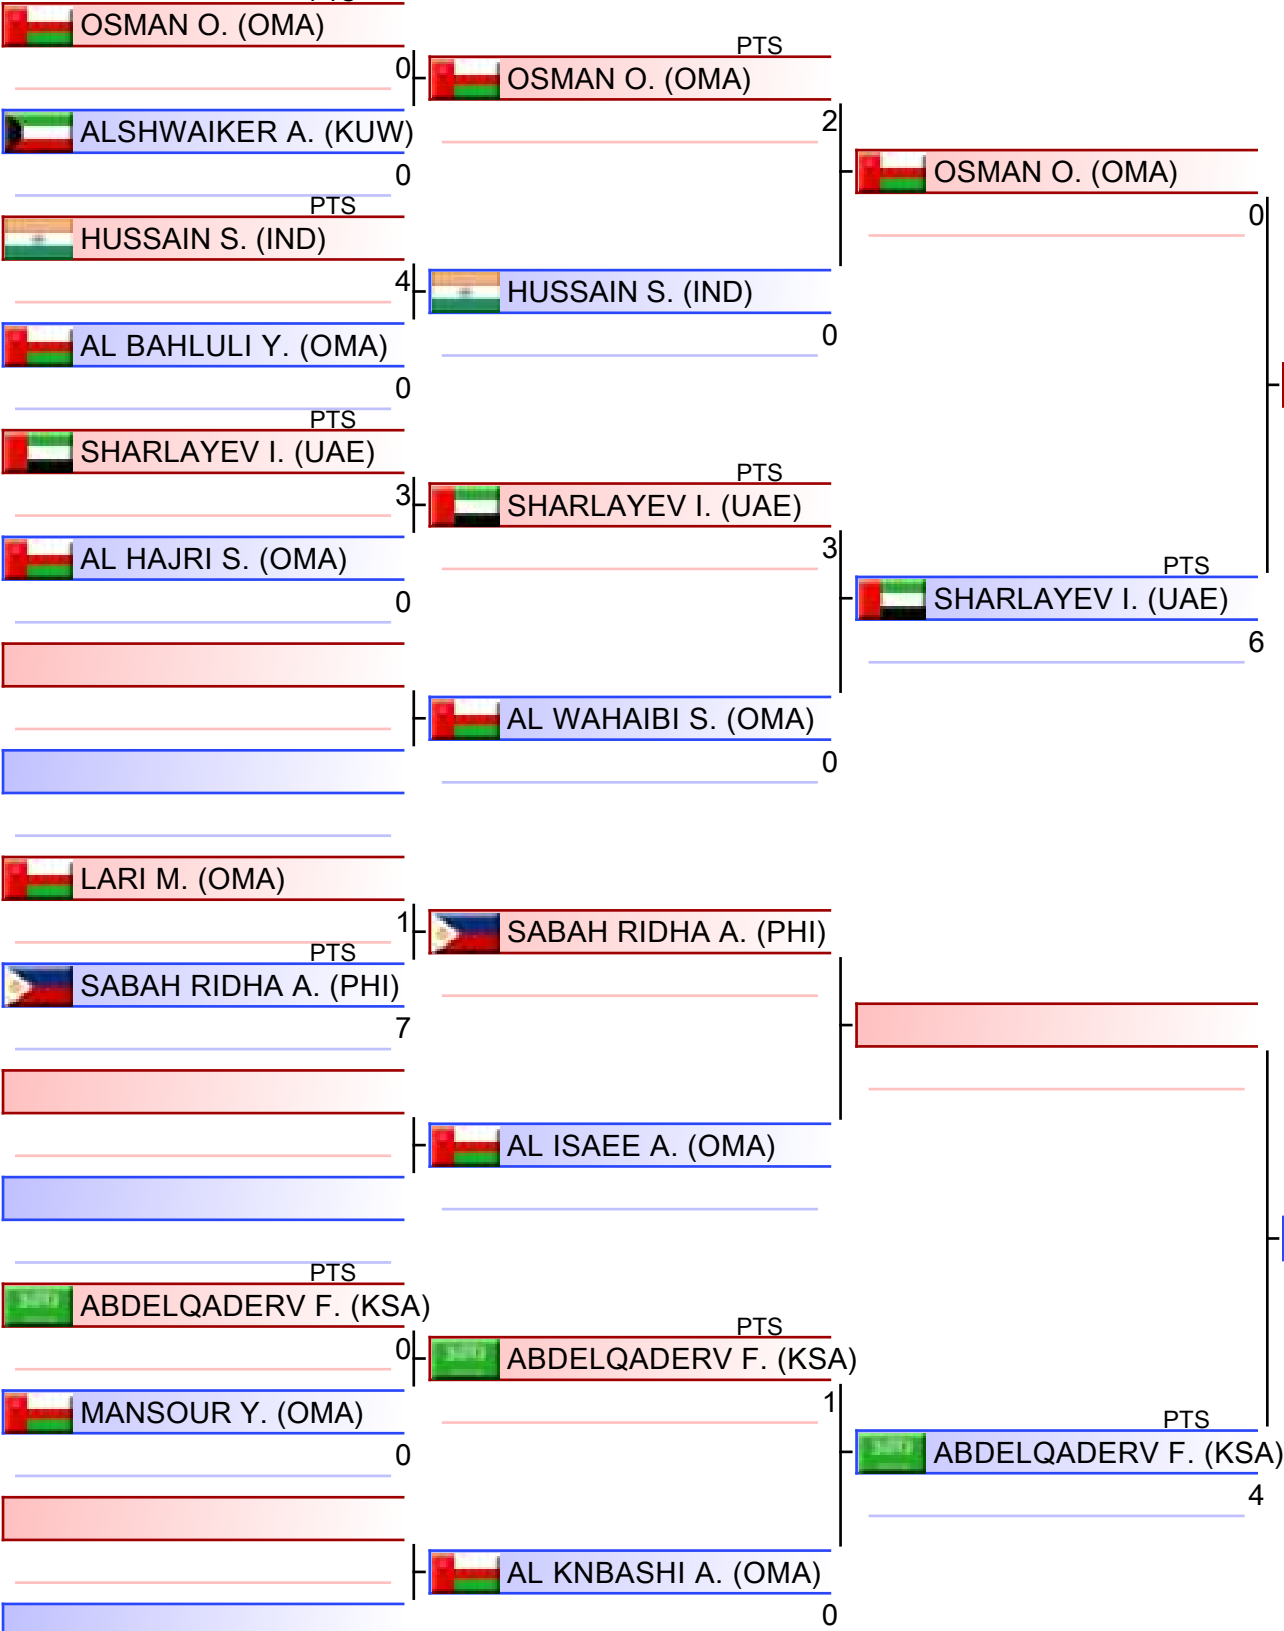 OSMAN O. (OMA)
0
ALSHWAIKER A. (KUW)
0
PTS
HUSSAIN S. (IND)
4
AL BAHLULI Y. (OMA)
0
PTS
SHARLAYEV I. (UAE)
3
AL HAJRI S. (OMA)
0
LARI M. (OMA)
1
PTS
SABAH RIDHA A. (PHI)
7
PTS
ABDELQADERV F. (KSA)
0
MANSOUR Y. (OMA)
0
PTS
OSMAN O. (OMA)
2
HUSSAIN S. (IND)
0
PTS
SHARLAYEV I. (UAE)
3
AL WAHAIBI S. (OMA)
0
SABAH RIDHA A. (PHI)
AL ISAEE A. (OMA)
PTS
ABDELQADERV F. (KSA)
1
AL KNBASHI A. (OMA)
0
OSMAN O. (OMA)
0
PTS
SHARLAYEV I. (UAE)
6
PTS
ABDELQADERV F. (KSA)
4